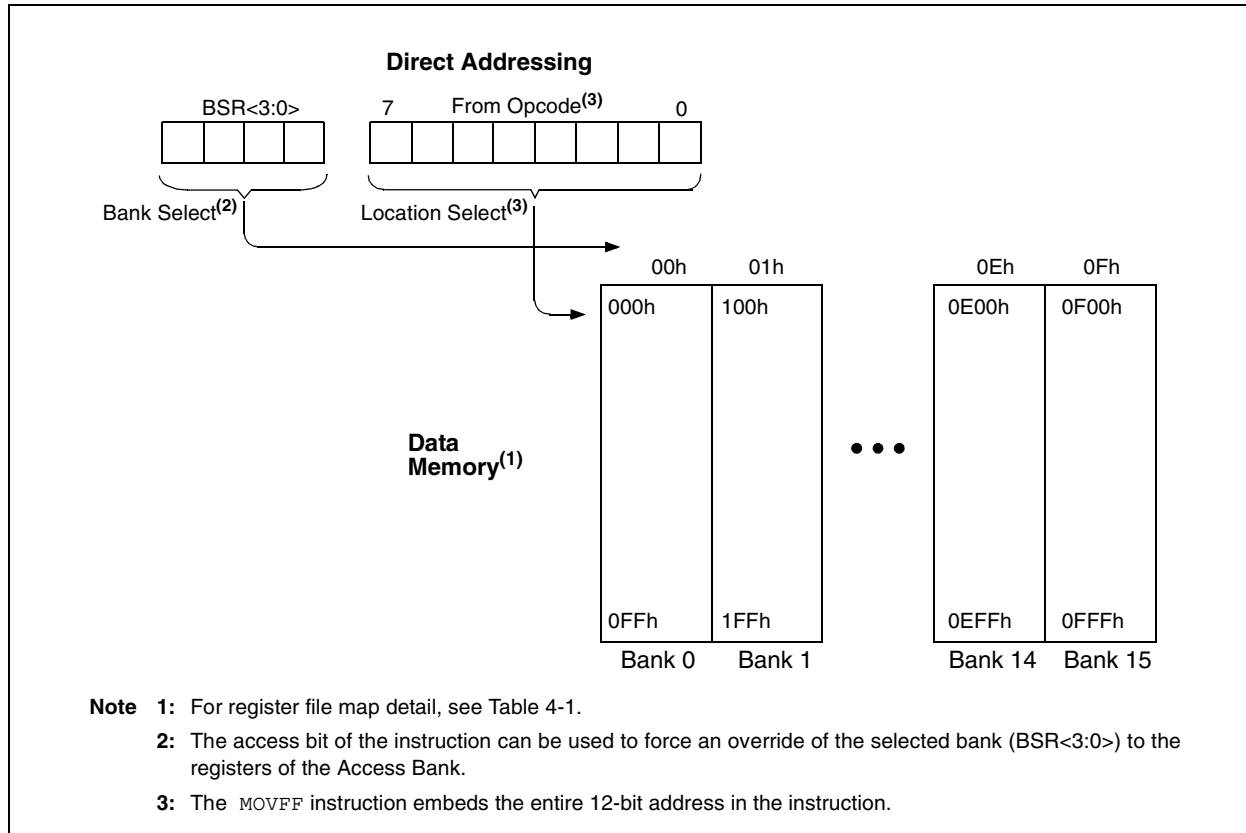 Direct Addressing
BSR<3:0>
7 From Opcode(3) 0
Bank Select(2)
Location Select(3)
00h 01h 0Eh 0Fh
000h 100h 0E00h 0F00h
Data
Memory(1)
0FFh 1FFh 0EFFh 0FFFh
Bank 0 Bank 1 Bank 14 Bank 15
Note 1: For register file map detail, see Table 4-1.
2: The access bit of the instruction can be used to force an override of the selected bank (BSR<3:0>) to the
registers of the Access Bank.
3: The MOVFF instruction embeds the entire 12-bit address in the instruction.